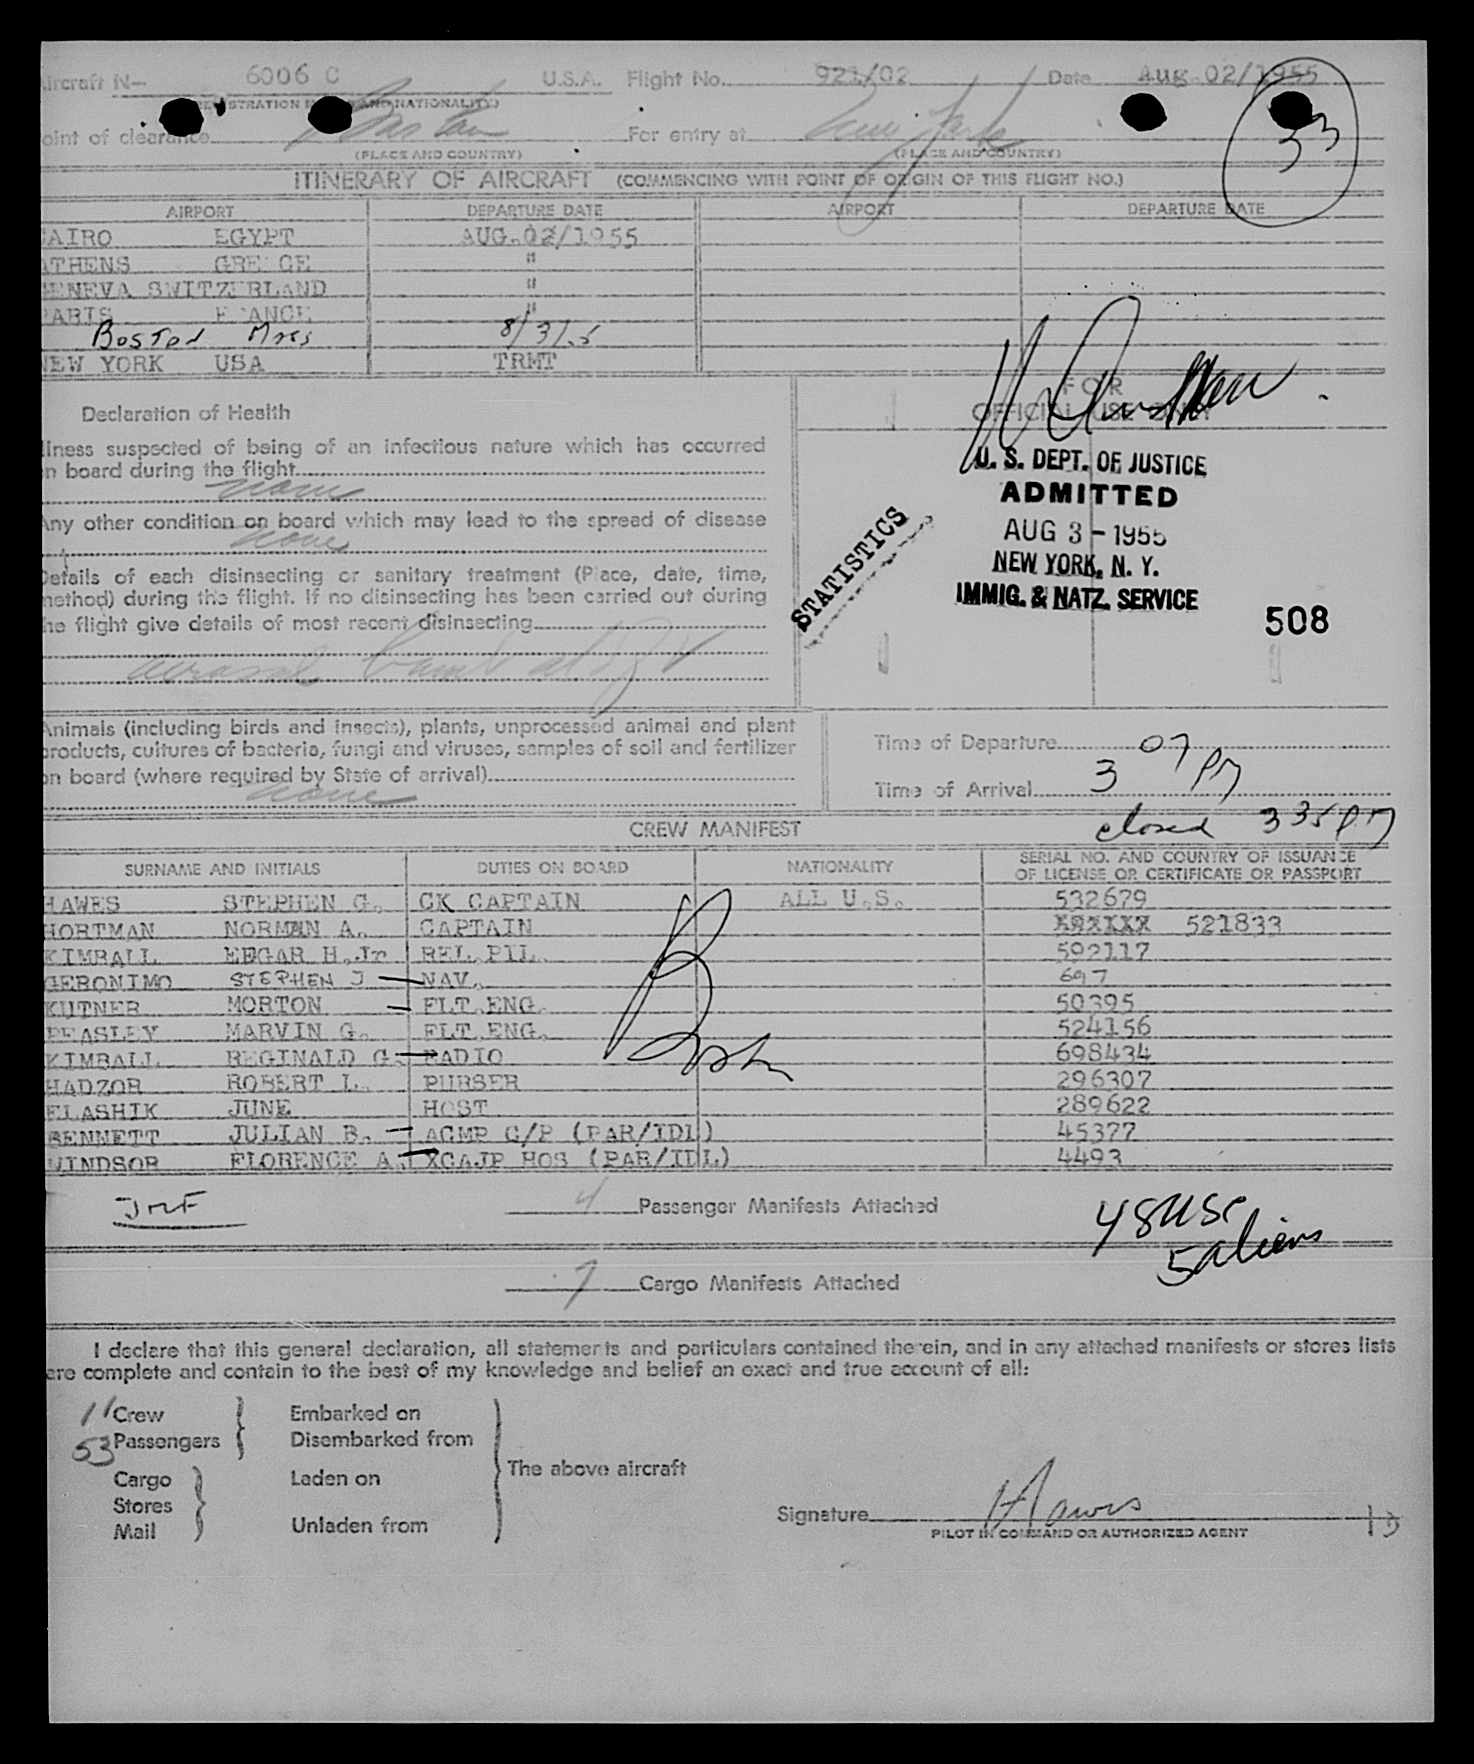 Aircraft N— 6006 C U.S.A. Flight No. 921/02 Date Aug. 02/1955
(REGISTRATION AND NATIONALITY)
33
oint of clearance Boston For entry at New York
(PLACE AND COUNTRY) (PLACE AND COUNTRY)
ITINERARY OF AIRCRAFT (COMMENCING WITH POINT OF ORIGIN OF THIS FLIGHT NO.)
AIRPORT DEPARTURE DATE AIRPORT DEPARTURE DATE
CAIRO EGYPT AUG.02/1955
ATHENS GREECE "
GENEVA SWITZERLAND "
PARIS FRANCE "
BOSTON Mass 8/3/55
NEW YORK USA TRMT
FOR
OFFICIAL USE ONLY
Declaration of Health
llness suspected of being of an infectious nature which has occurred
on board during the flight
none
Any other condition on board which may lead to the spread of disease
none
Details of each disinsecting or sanitary treatment (Place, date, time,
method) during the flight. If no disinsecting has been carried out during
the flight give details of most recent disinsecting
aerosol bomb
U. S. DEPT. OF JUSTICE
ADMITTED
AUG 3 - 1955
NEW YORK, N. Y.
IMMIG. & NATZ. SERVICE
STATISTICS
508
Animals (including birds and insects), plants, unprocessed animal and plant
products, cultures of bacteria, fungi and viruses, samples of soil and fertilizer
on board (where required by State of arrival)
none
Time of Departure
Time of Arrival 3 07 PM
closed 3 35 PM
CREW MANIFEST
SURNAME AND INITIALS DUTIES ON BOARD NATIONALITY SERIAL NO. AND COUNTRY OF ISSUANCE
OF LICENSE OR CERTIFICATE OR PASSPORT
HAWES STEPHEN G. CK CAPTAIN ALL U.S. 532679
HORTMAN NORMAN A. CAPTAIN 521833
KIMBALL EDGAR H.Jr REL.PIL. 592117
GERONIMO STEPHEN J — NAV. 697
KUTNER MORTON — FLT.ENG. 50395
PEASLEY MARVIN G. FLT.ENG. 524156
KIMBALL REGINALD G. — RADIO 698434
HADZOR ROBERT L. PURSER 296307
ELASHIK JUNE HOST 289622
BENNETT JULIAN B. — ACMP C/P (PAR/IDL) 45377
WINDSOR FLORENCE A. — XCAJP HOS (PAR/IDL) 4493
JMF
4 Passenger Manifests Attached
48 USC
5 aliens
7 Cargo Manifests Attached
I declare that this general declaration, all statements and particulars contained therein, and in any attached manifests or stores lists
are complete and contain to the best of my knowledge and belief an exact and true account of all:
11 Crew Embarked on
53 Passengers Disembarked from
The above aircraft
Cargo Laden on
Stores
Mail Unladen from
Signature Hawes
PILOT IN COMMAND OR AUTHORIZED AGENT
13